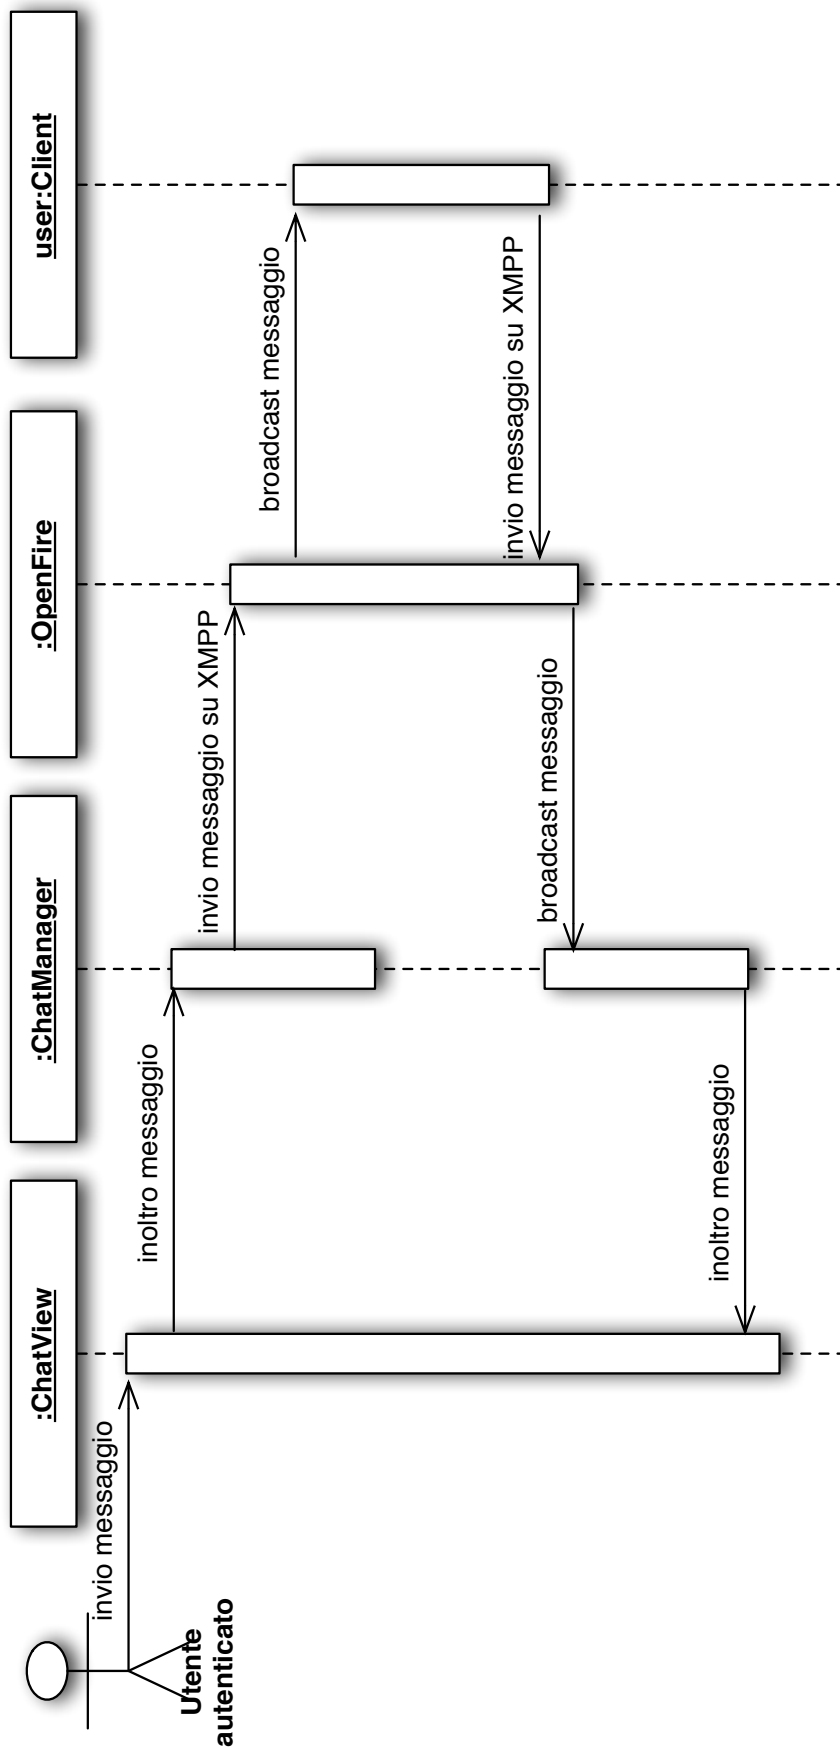 Utente
autenticato
:ChatView
:ChatManager
:OpenFire
user:Client
invio messaggio
inoltro messaggio
invio messaggio su XMPP
broadcast messaggio
invio messaggio su XMPP
broadcast messaggio
inoltro messaggio